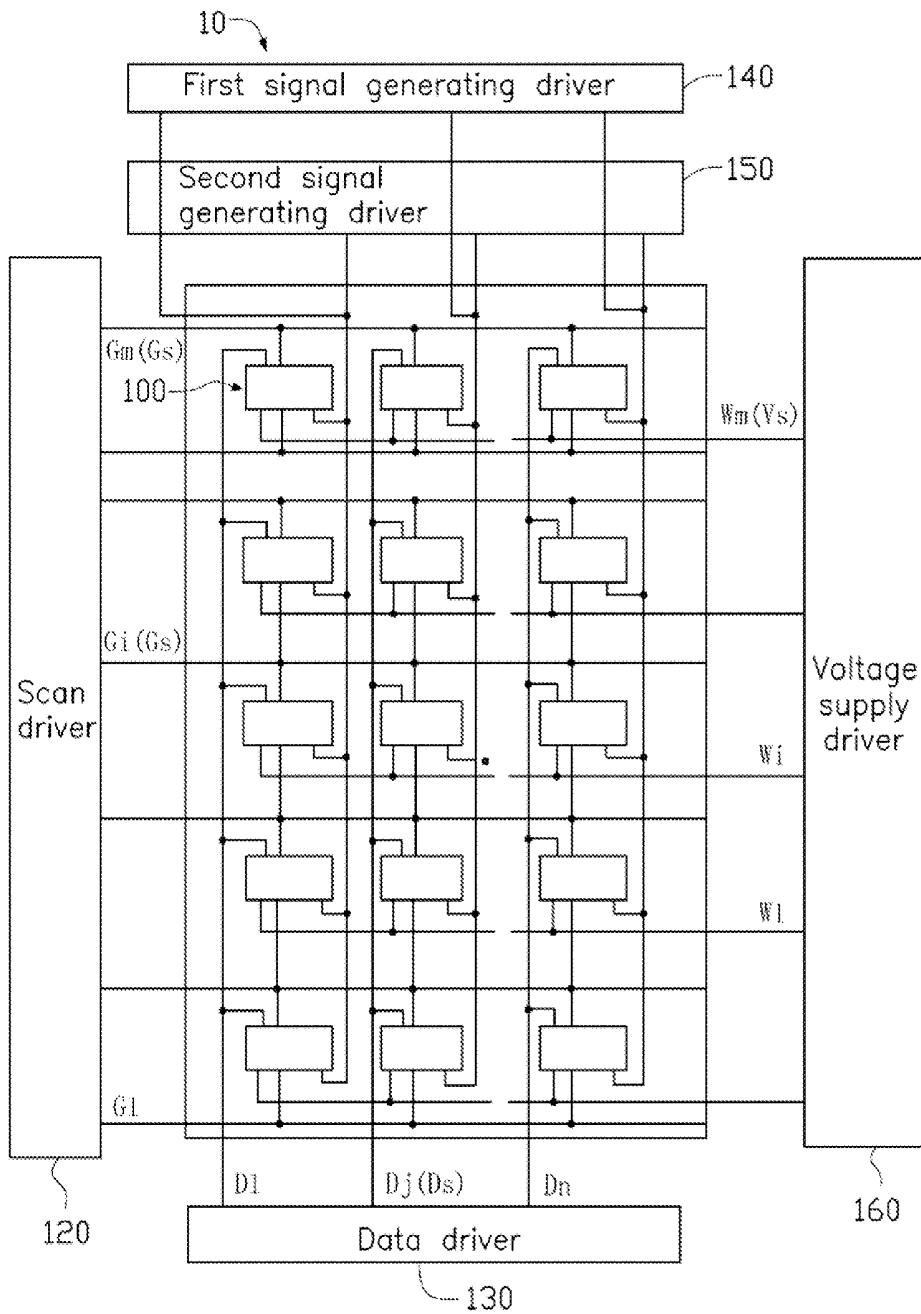 10
First signal generating driver
140
Second signal
generating driver
150
Gm(Gs)
100
Wm(Vs)
Gi(Gs)
Scan
driver
Voltage
supply
driver
Wi
W1
G1
D1
Dj(Ds)
Dn
120
160
Data driver
130